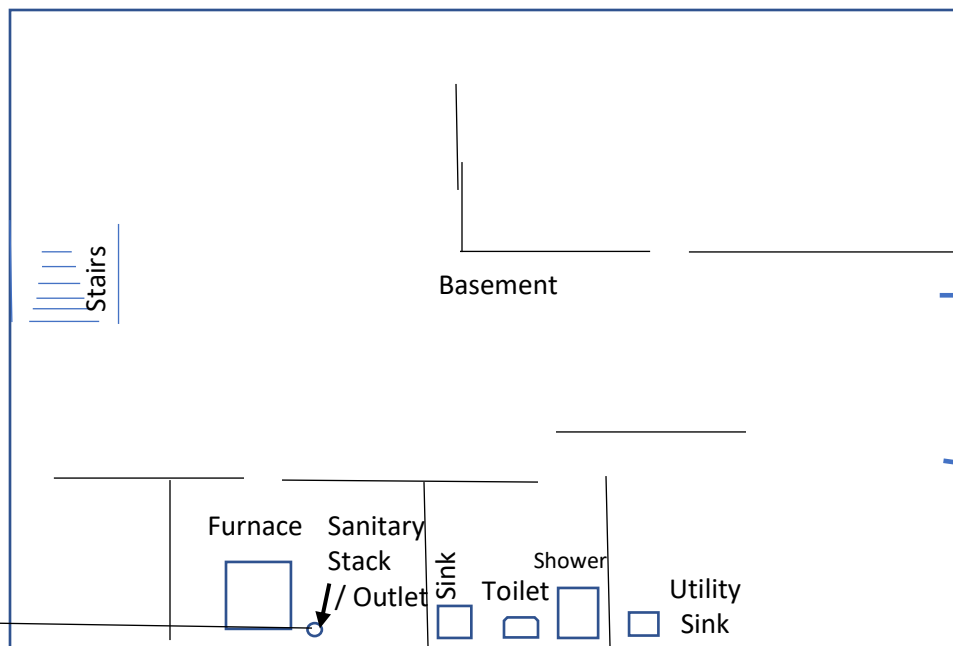 Stairs
Basement
Furnace
Sanitary
Stack
/ Outlet
Sink
Toilet
Shower
Utility
Sink